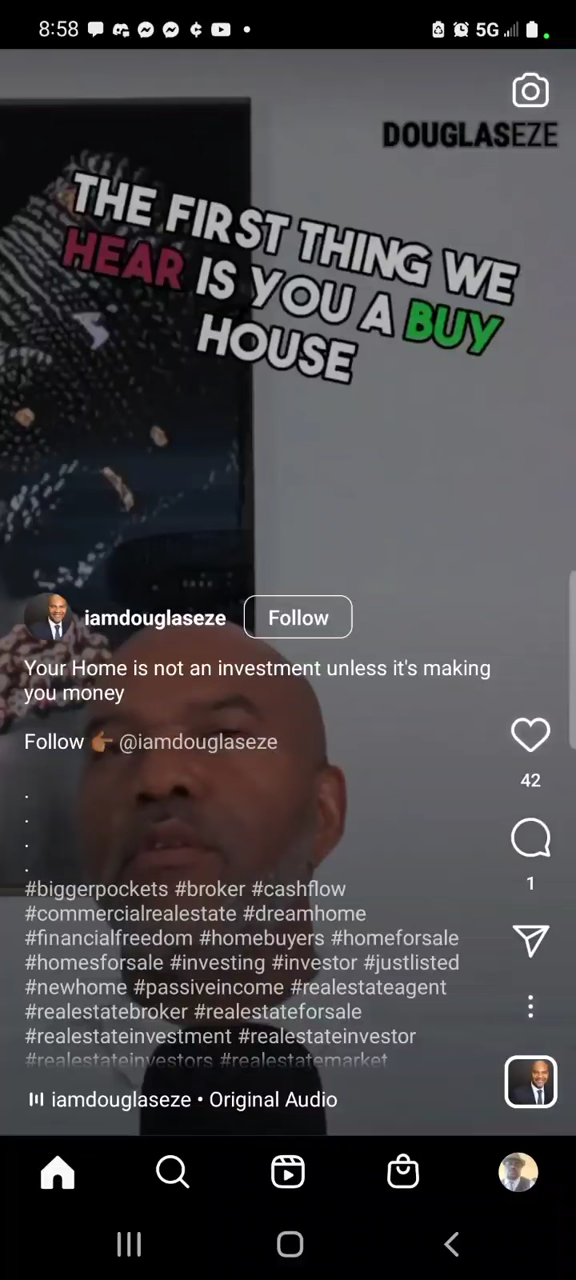 8:58
5G
DOUGLASEZE
THE FIRST THING WE
HEAR IS YOU A BUY
HOUSE
iamdouglaseze Follow
Your Home is not an investment unless it's making
you money
Follow 👉🏽 @iamdouglaseze
.
.
.
.
42
1
#biggerpockets #broker #cashflow
#commercialrealestate #dreamhome
#financialfreedom #homebuyers #homeforsale
#homesforsale #investing #investor #justlisted
#newhome #passiveincome #realestateagent
#realestatebroker #realestateforsale
#realestateinvestment #realestateinvestor
#realestateinvestors #realestatemarket
iamdouglaseze • Original Audio